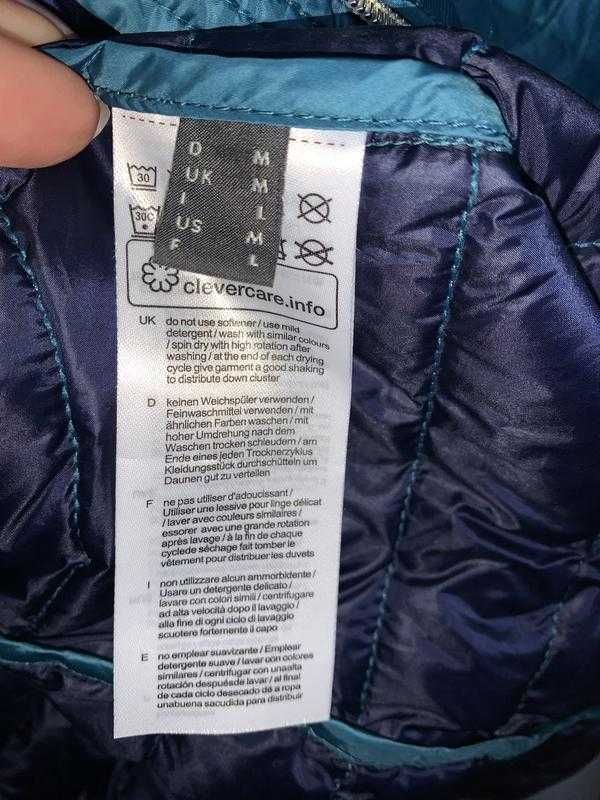 D M
UK M
I L
US M
F L
30
30C
clevercare.info
UK do not use softener / use mild
detergent / wash with similar colours
/ spin dry with high rotation after
washing / at the end of each drying
cycle give garment a good shaking
to distribute down cluster
D keinen Weichspüler verwenden /
Feinwaschmittel verwenden / mit
ähnlichen Farben waschen / mit
hoher Umdrehung nach dem
Waschen trocken schleudern / am
Ende eines jeden Trocknerzyklus
Kleidungsstück durchschütteln um
Daunen gut zu verteilen
F ne pas utiliser d'adoucissant /
Utiliser une lessive pour linge délicat
/ laver avec couleurs similaires /
essorer avec une grande rotation
après lavage / à la fin de chaque
cyclede séchage fait tomber le
vêtement pour distribuer les duvets
I non utilizzare alcun ammorbidente /
Usare un detergente delicato /
lavare con colori simili / centrifugare
ad alta velocità dopo il lavaggio /
alla fine di ogni ciclo di lavaggio
scuotere fortemente il capo
E no emplear suavizante / Emplear
detergente suave / lavar con colores
similares / centrifugar con unaalta
rotación despuésde lavar / al final
de cada ciclo desecado dé a ropa
unabuena sacudida para distribuir